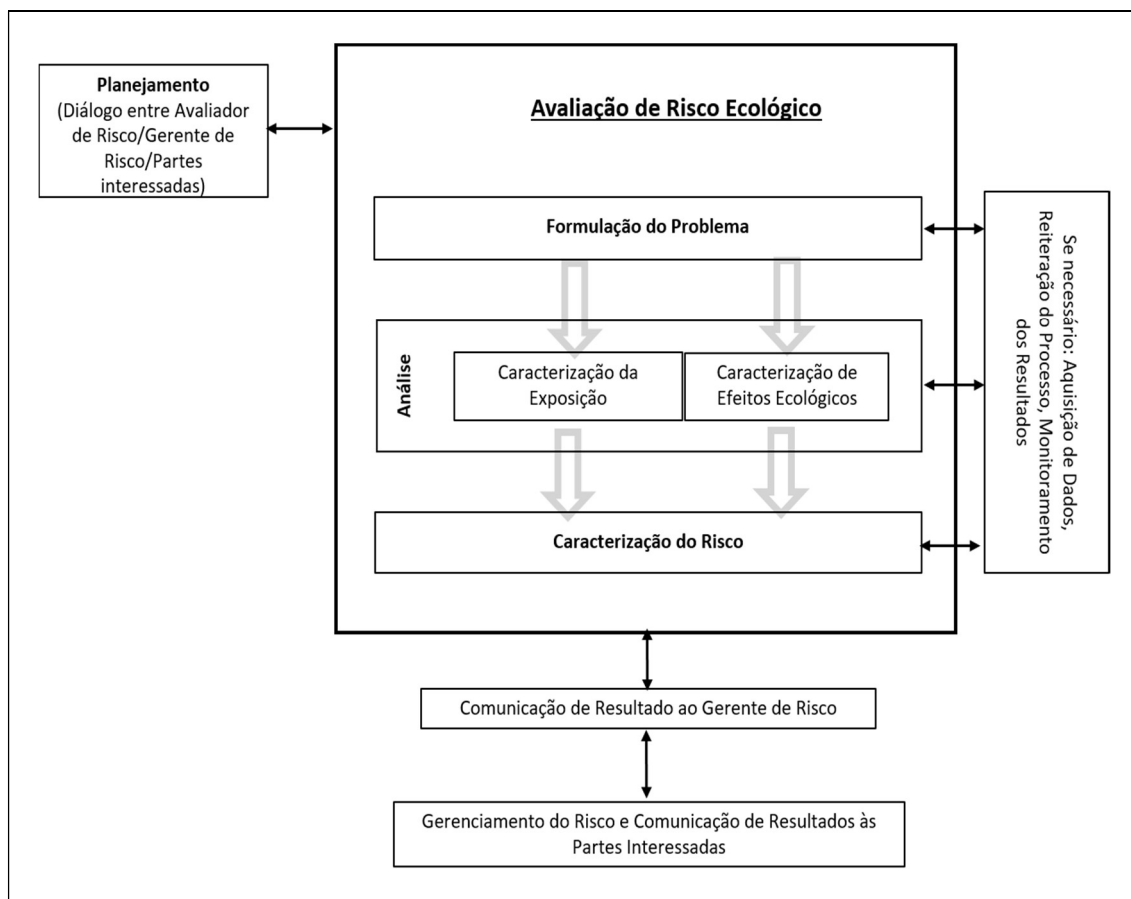 Planejamento
(Diálogo entre Avaliador
de Risco/Gerente de
Risco/Partes
interessadas)
Avaliação de Risco Ecológico
Formulação do Problema
Análise
Caracterização da
Exposição
Caracterização de
Efeitos Ecológicos
Caracterização do Risco
Se necessário: Aquisição de Dados,
Reiteração do Processo, Monitoramento
dos Resultados
Comunicação de Resultado ao Gerente de Risco
Gerenciamento do Risco e Comunicação de Resultados às
Partes Interessadas